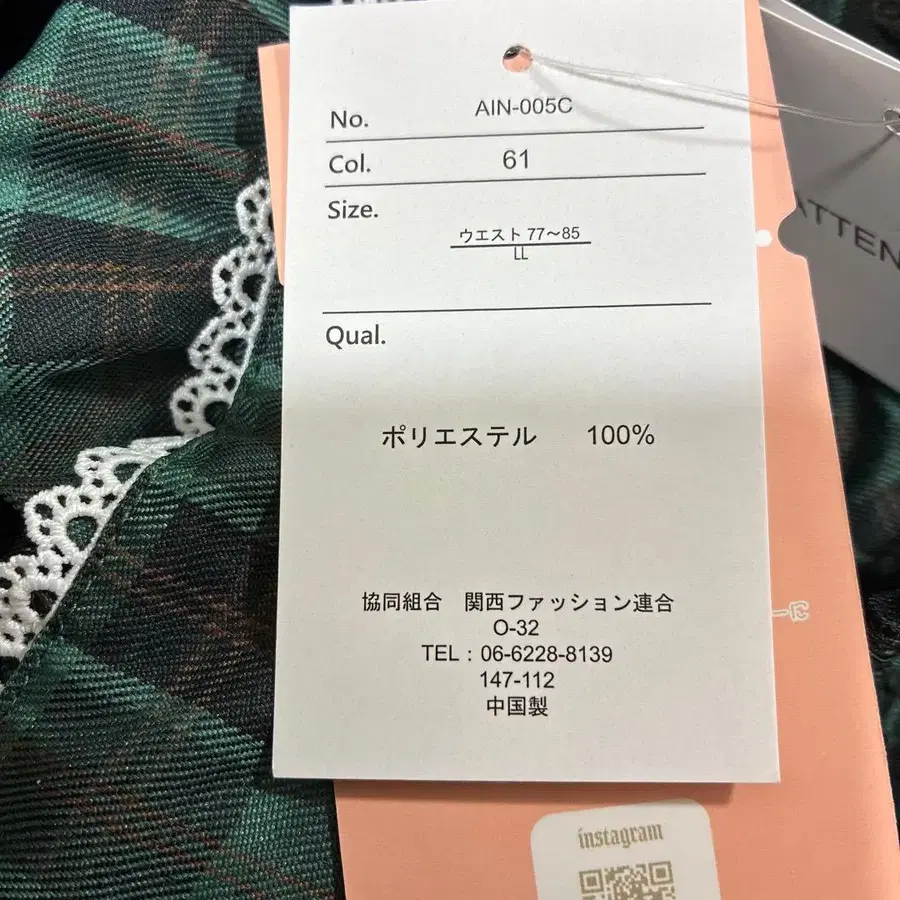 No. AIN-005C
Col. 61
Size.
ウエスト 77～85
LL
Qual.
ポリエステル 100%
協同組合 関西ファッション連合
O-32
TEL : 06-6228-8139
147-112
中国製
ATTEN
ーに
instagram